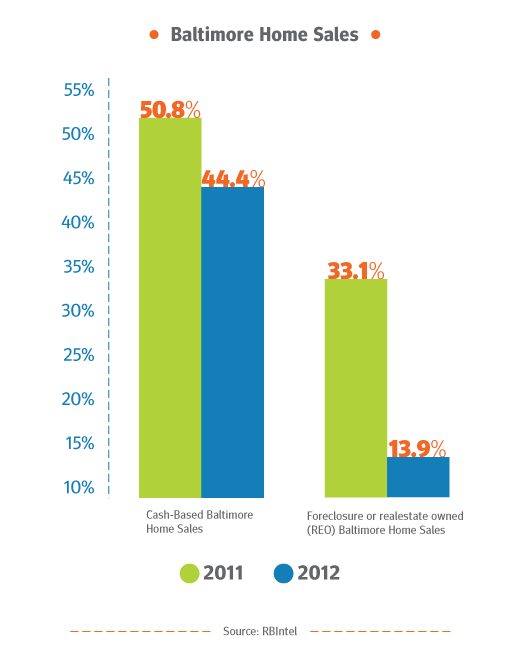 Baltimore Home Sales
55%
50%
45%
40%
35%
30%
25%
20%
15%
10%
50.8%
44.4%
33.1%
13.9%
Cash-Based Baltimore
Home Sales
Foreclosure or realestate owned
(REO) Baltimore Home Sales
2011
2012
Source: RBIntel